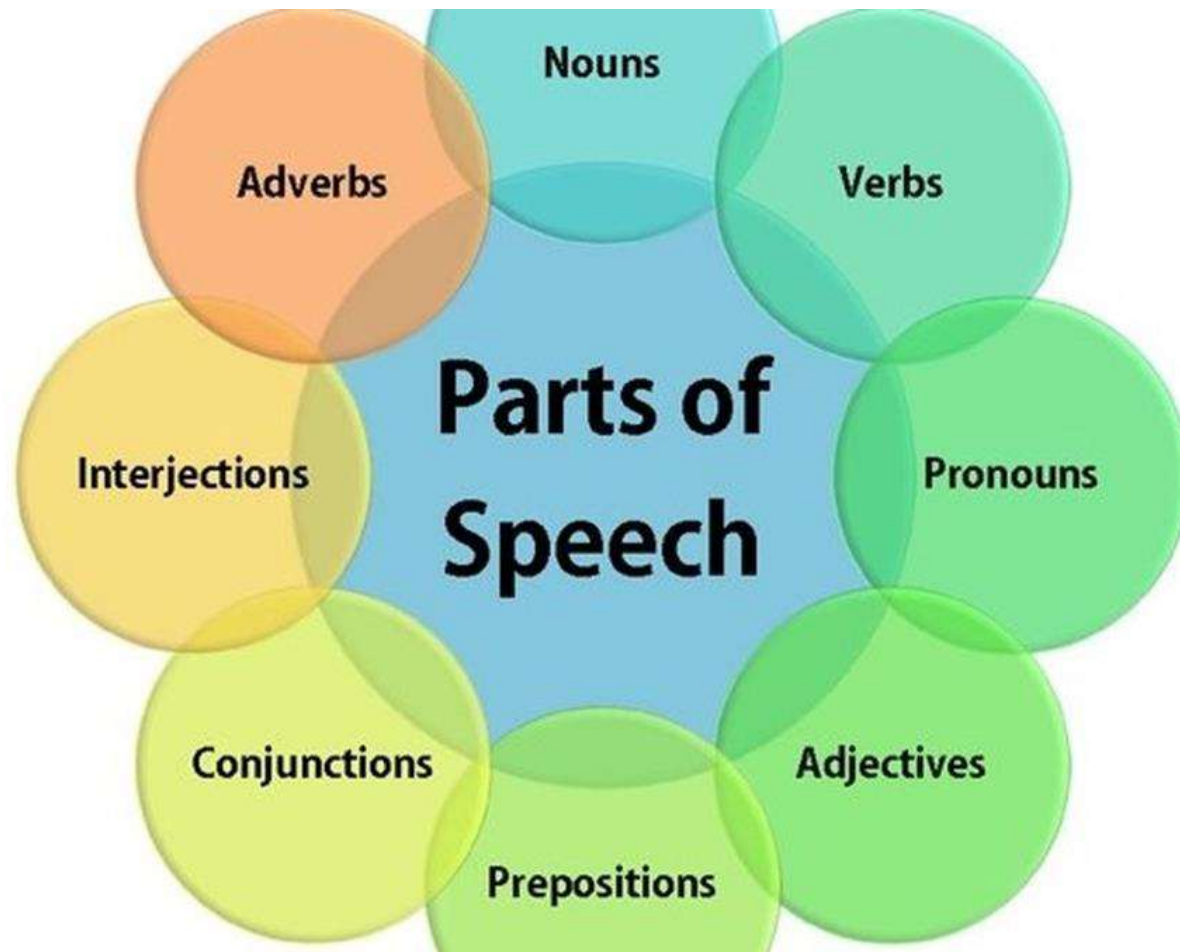 Nouns
Adverbs
Verbs
Parts of
Speech
Interjections
Pronouns
Conjunctions
Adjectives
Prepositions